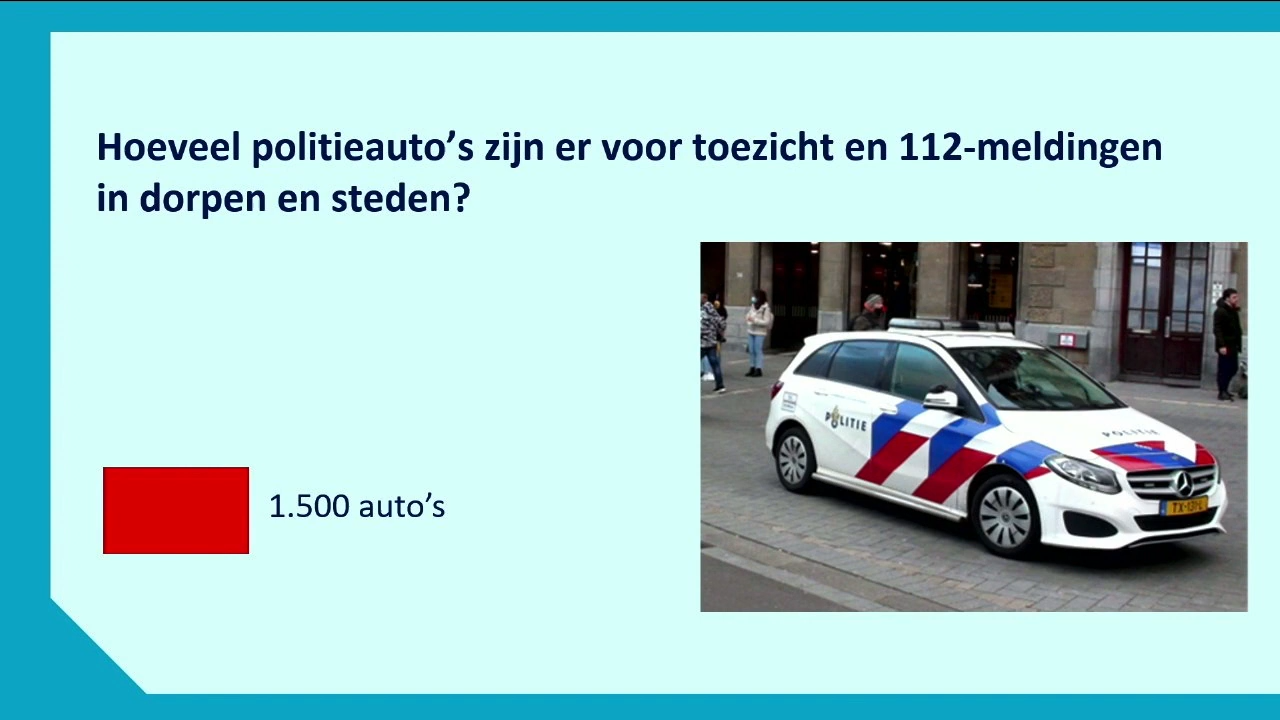 Hoeveel politieauto’s zijn er voor toezicht en 112-meldingen
in dorpen en steden?
POLITIE
POLITIE
1.500 auto’s